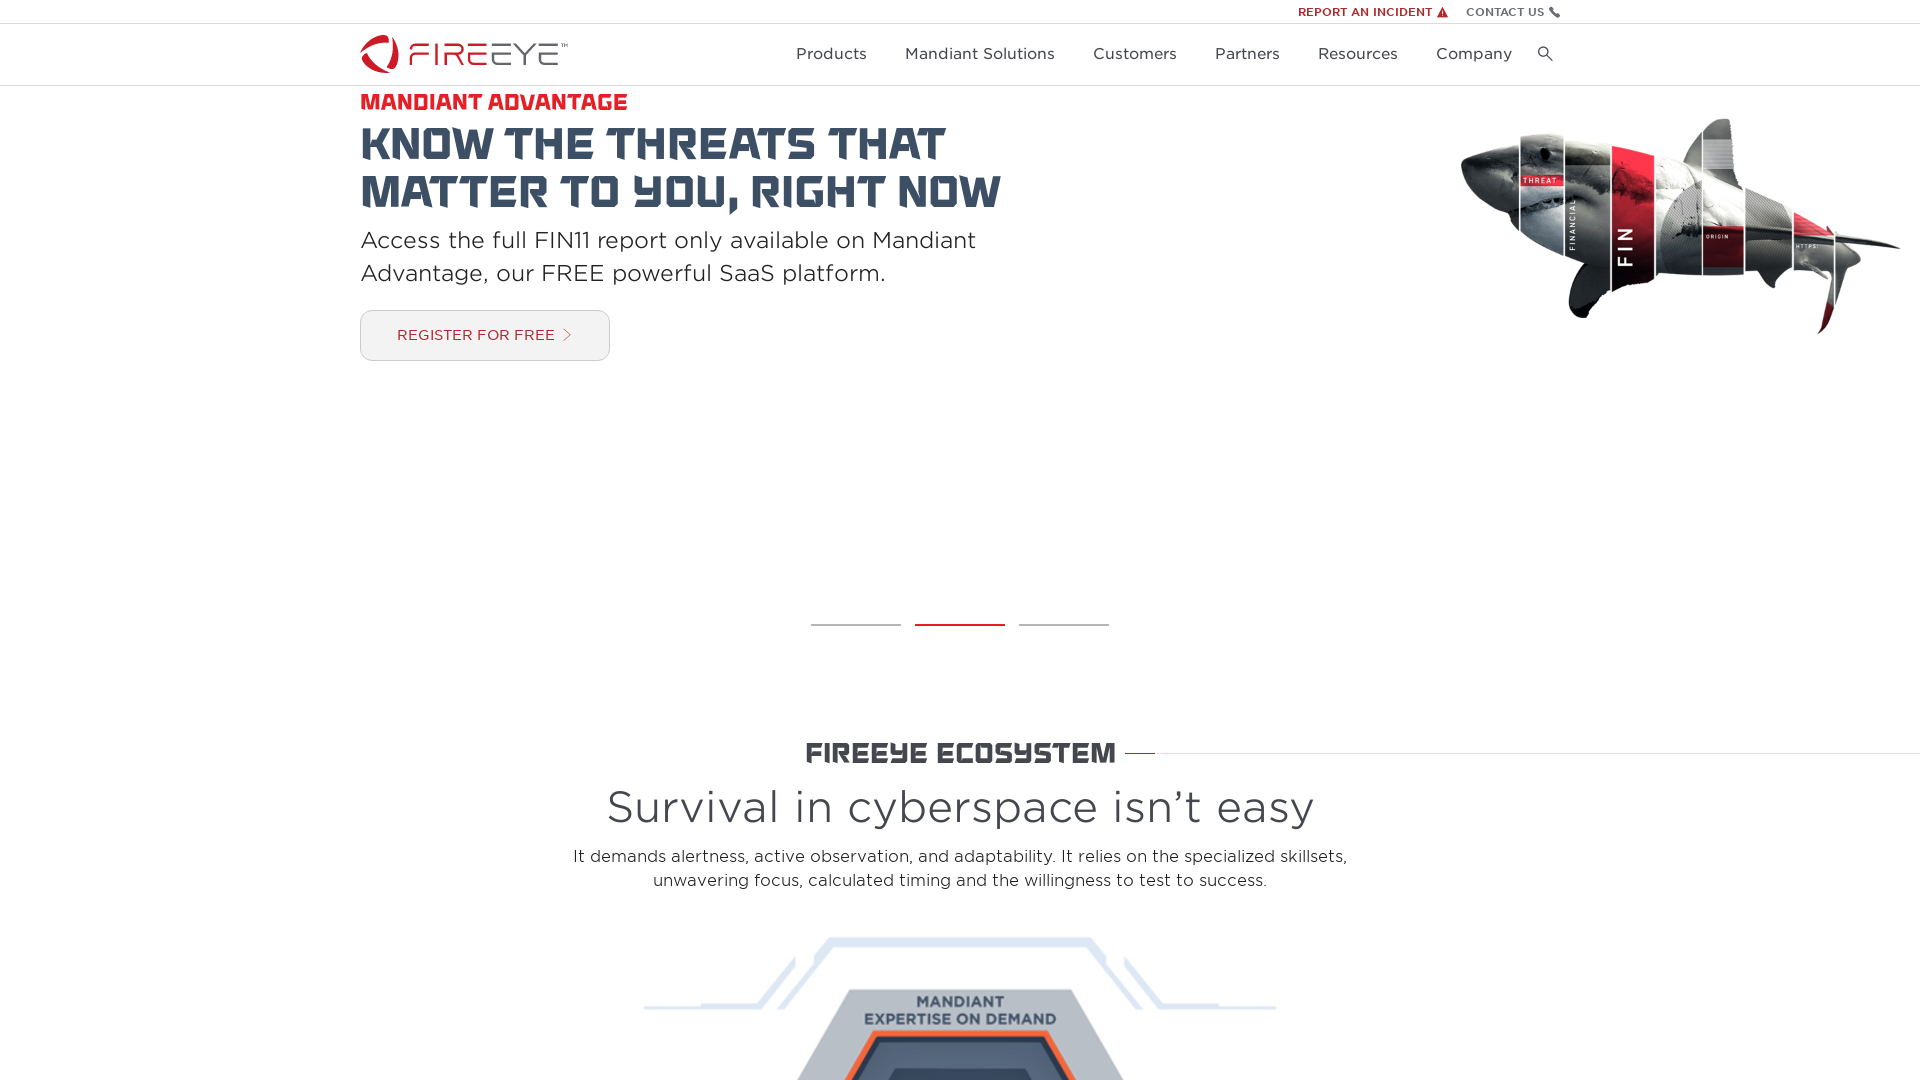 REPORT AN INCIDENT
CONTACT US
FIREEYE™
Products
Mandiant Solutions
Customers
Partners
Resources
Company
MANDIANT ADVANTAGE
KNOW THE THREATS THAT
MATTER TO YOU, RIGHT NOW
Access the full FIN11 report only available on Mandiant
Advantage, our FREE powerful SaaS platform.
REGISTER FOR FREE
THREAT
FINANCIAL
FIN
ORIGIN
HTTPS:
FIREEYE ECOSYSTEM
Survival in cyberspace isn’t easy
It demands alertness, active observation, and adaptability. It relies on the specialized skillsets,
unwavering focus, calculated timing and the willingness to test to success.
MANDIANT
EXPERTISE ON DEMAND